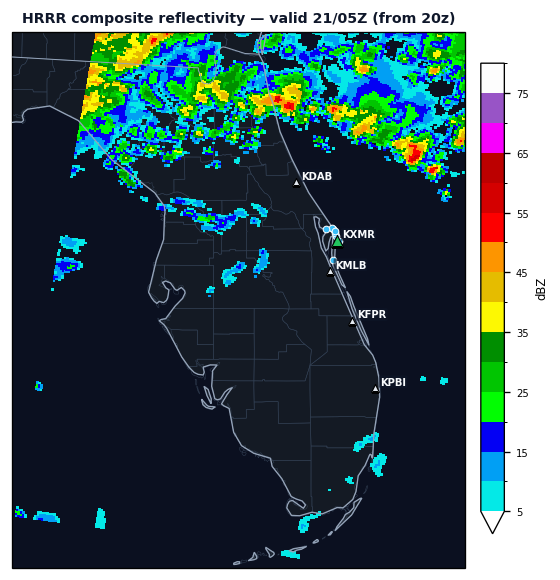 HRRR composite reflectivity — valid 21/05Z (from 20z)
KDAB
KXMR
KMLB
KFPR
KPBI
75
65
55
45
35
25
15
5
dBZ